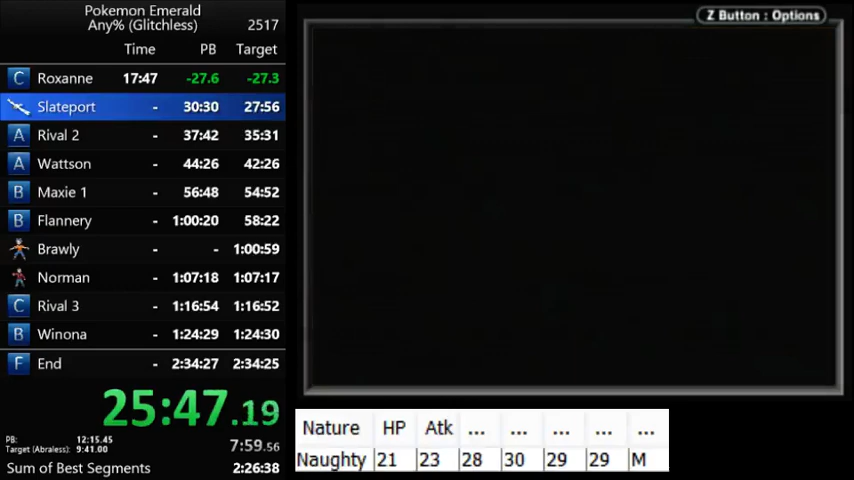 Pokemon Emerald
Any% (Glitchless) 2517
Time PB Target
C Roxanne 17:47 -27.6 -27.3
Slateport - 30:30 27:56
A Rival 2 - 37:42 35:31
A Wattson - 44:26 42:26
B Maxie 1 - 56:48 54:52
B Flannery - 1:00:20 58:22
Brawly - - 1:00:59
Norman - 1:07:18 1:07:17
C Rival 3 - 1:16:54 1:16:52
B Winona - 1:24:29 1:24:30
F End - 2:34:27 2:34:25
25:47.19
PB: 12:15.45
Target (Abraless): 9:41.00 7:59.56
Sum of Best Segments 2:26:38
Z Button : Options
Nature HP Atk ... ... ... ... ...
Naughty 21 23 28 30 29 29 M